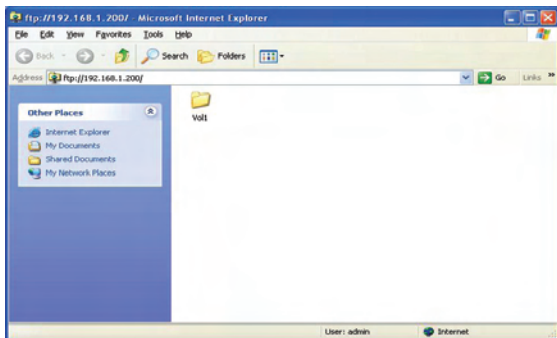 ftp://192.168.1.200/ - Microsoft Internet Explorer
File Edit View Favorites Tools Help
Back Search Folders
Address ftp://192.168.1.200/ Go Links »
Other Places
Internet Explorer
My Documents
Shared Documents
My Network Places
Vol1
User: admin Internet